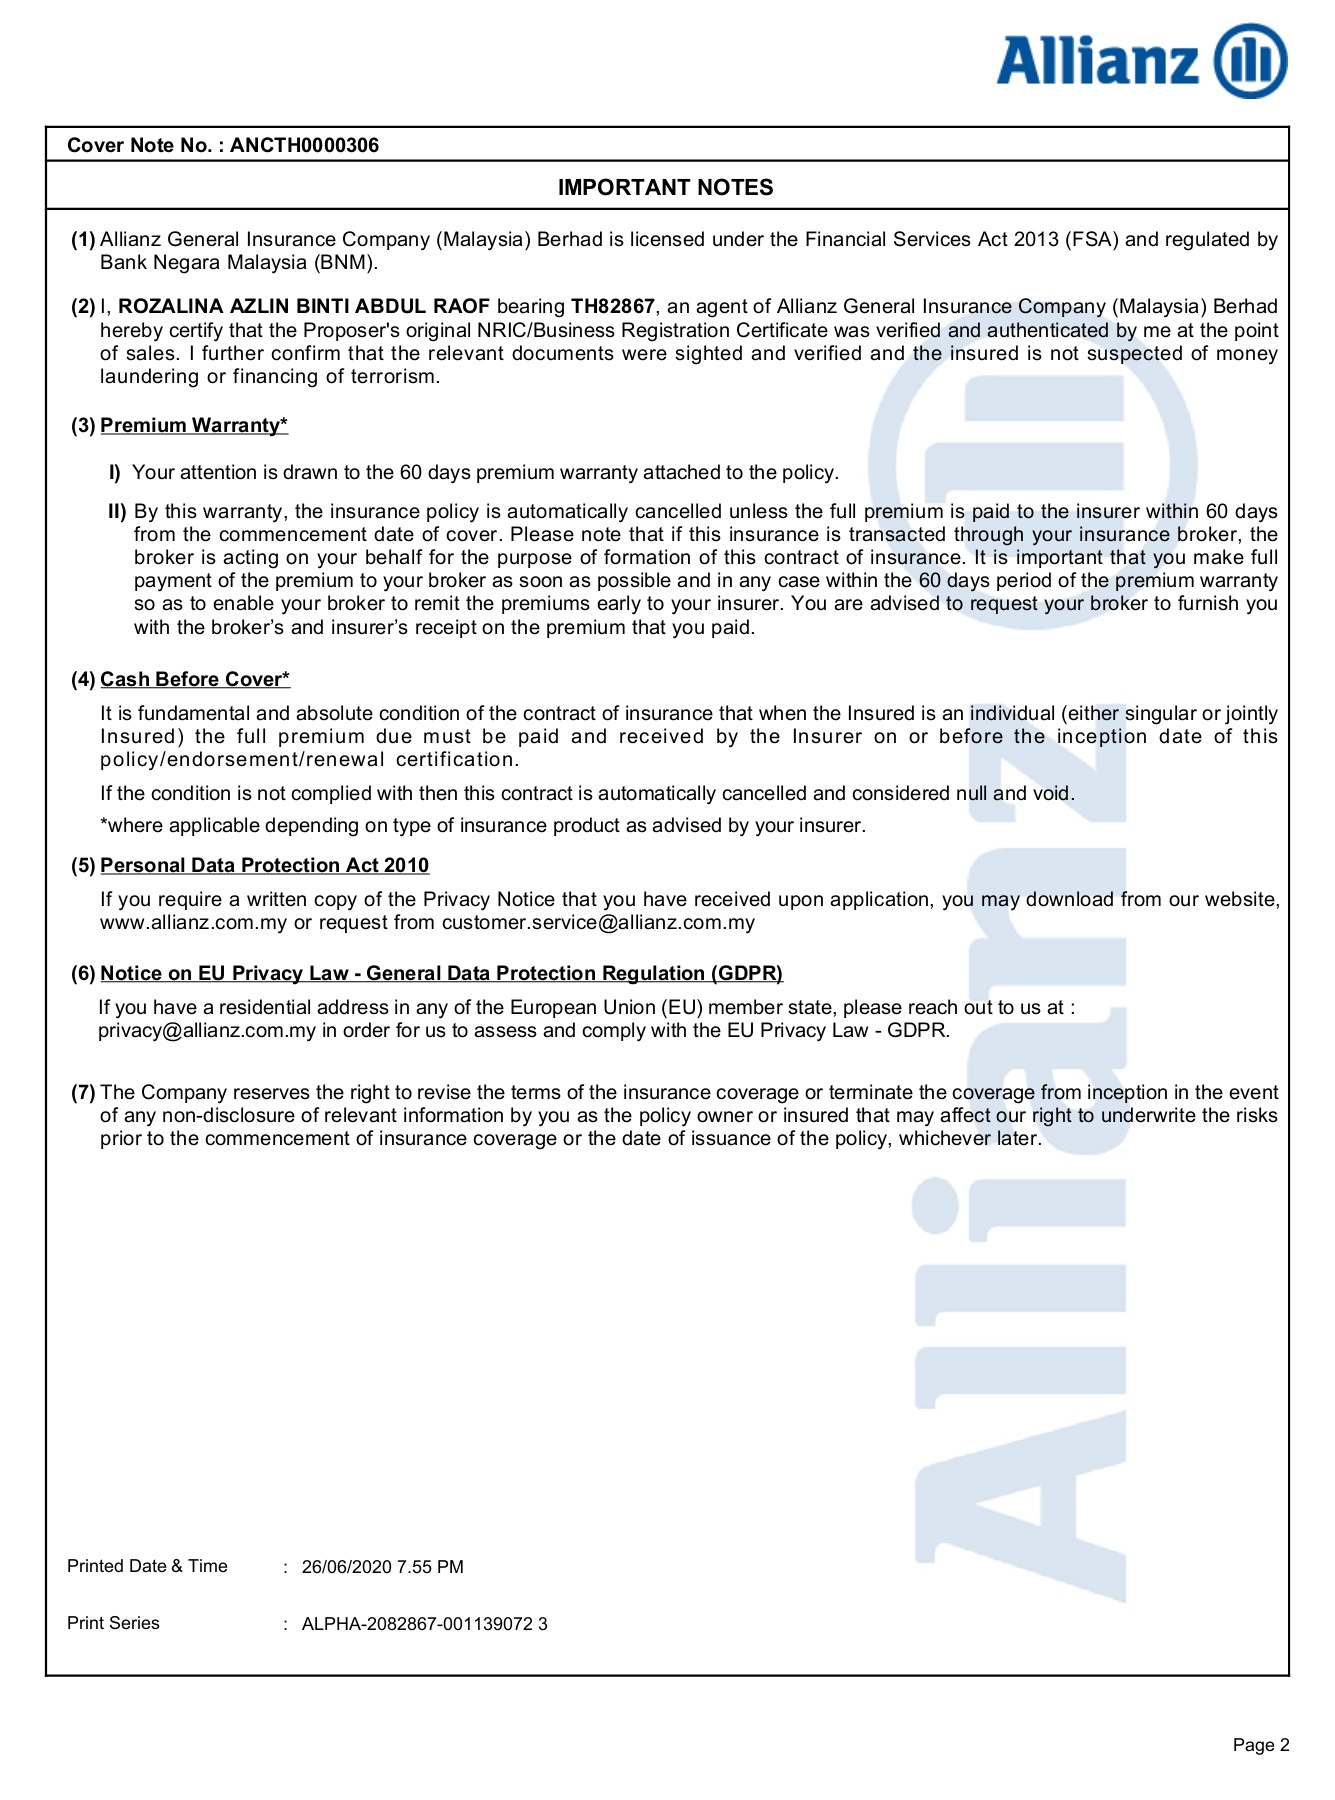 Allianz
Cover Note No. : ANCTH0000306
IMPORTANT NOTES
(1) Allianz General Insurance Company (Malaysia) Berhad is licensed under the Financial Services Act 2013 (FSA) and regulated by
Bank Negara Malaysia (BNM).
(2) I, ROZALINA AZLIN BINTI ABDUL RAOF bearing TH82867, an agent of Allianz General Insurance Company (Malaysia) Berhad
hereby certify that the Proposer's original NRIC/Business Registration Certificate was verified and authenticated by me at the point
of sales. I further confirm that the relevant documents were sighted and verified and the insured is not suspected of money
laundering or financing of terrorism.
(3) Premium Warranty*
I) Your attention is drawn to the 60 days premium warranty attached to the policy.
II) By this warranty, the insurance policy is automatically cancelled unless the full premium is paid to the insurer within 60 days
from the commencement date of cover. Please note that if this insurance is transacted through your insurance broker, the
broker is acting on your behalf for the purpose of formation of this contract of insurance. It is important that you make full
payment of the premium to your broker as soon as possible and in any case within the 60 days period of the premium warranty
so as to enable your broker to remit the premiums early to your insurer. You are advised to request your broker to furnish you
with the broker’s and insurer’s receipt on the premium that you paid.
(4) Cash Before Cover*
It is fundamental and absolute condition of the contract of insurance that when the Insured is an individual (either singular or jointly
Insured) the full premium due must be paid and received by the Insurer on or before the inception date of this
policy/endorsement/renewal certification.
If the condition is not complied with then this contract is automatically cancelled and considered null and void.
*where applicable depending on type of insurance product as advised by your insurer.
(5) Personal Data Protection Act 2010
If you require a written copy of the Privacy Notice that you have received upon application, you may download from our website,
www.allianz.com.my or request from customer.service@allianz.com.my
(6) Notice on EU Privacy Law - General Data Protection Regulation (GDPR)
If you have a residential address in any of the European Union (EU) member state, please reach out to us at :
privacy@allianz.com.my in order for us to assess and comply with the EU Privacy Law - GDPR.
(7) The Company reserves the right to revise the terms of the insurance coverage or terminate the coverage from inception in the event
of any non-disclosure of relevant information by you as the policy owner or insured that may affect our right to underwrite the risks
prior to the commencement of insurance coverage or the date of issuance of the policy, whichever later.
Allianz
Printed Date & Time : 26/06/2020 7.55 PM
Print Series : ALPHA-2082867-001139072 3
Page 2